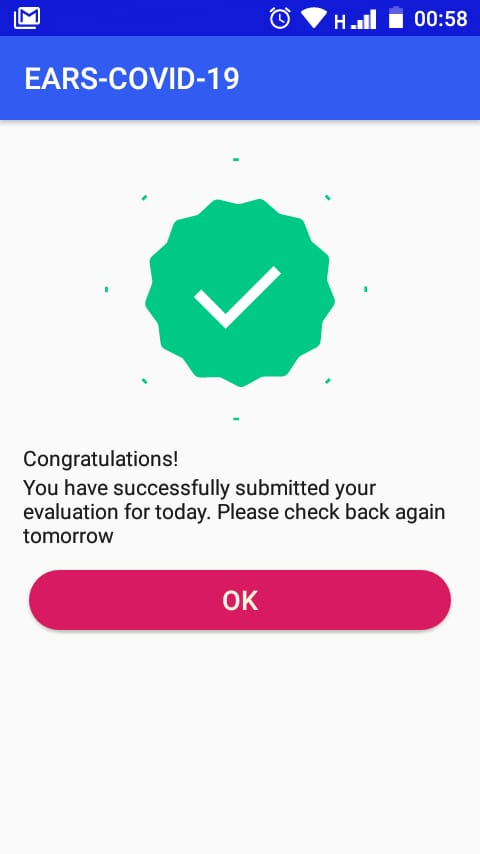 H 00:58
EARS-COVID-19
Congratulations!
You have successfully submitted your
evaluation for today. Please check back again
tomorrow
OK